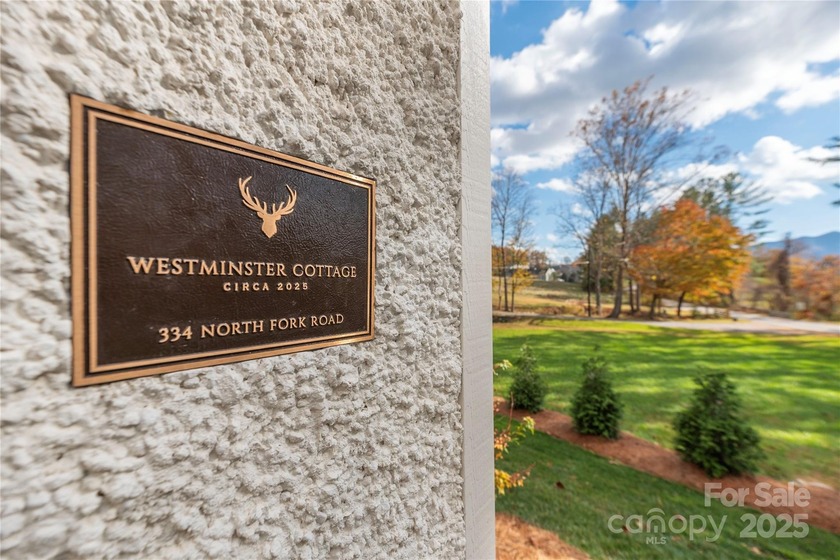 WESTMINSTER COTTAGE
CIRCA 2025
334 NORTH FORK ROAD
For Sale
canopy 2025
MLS